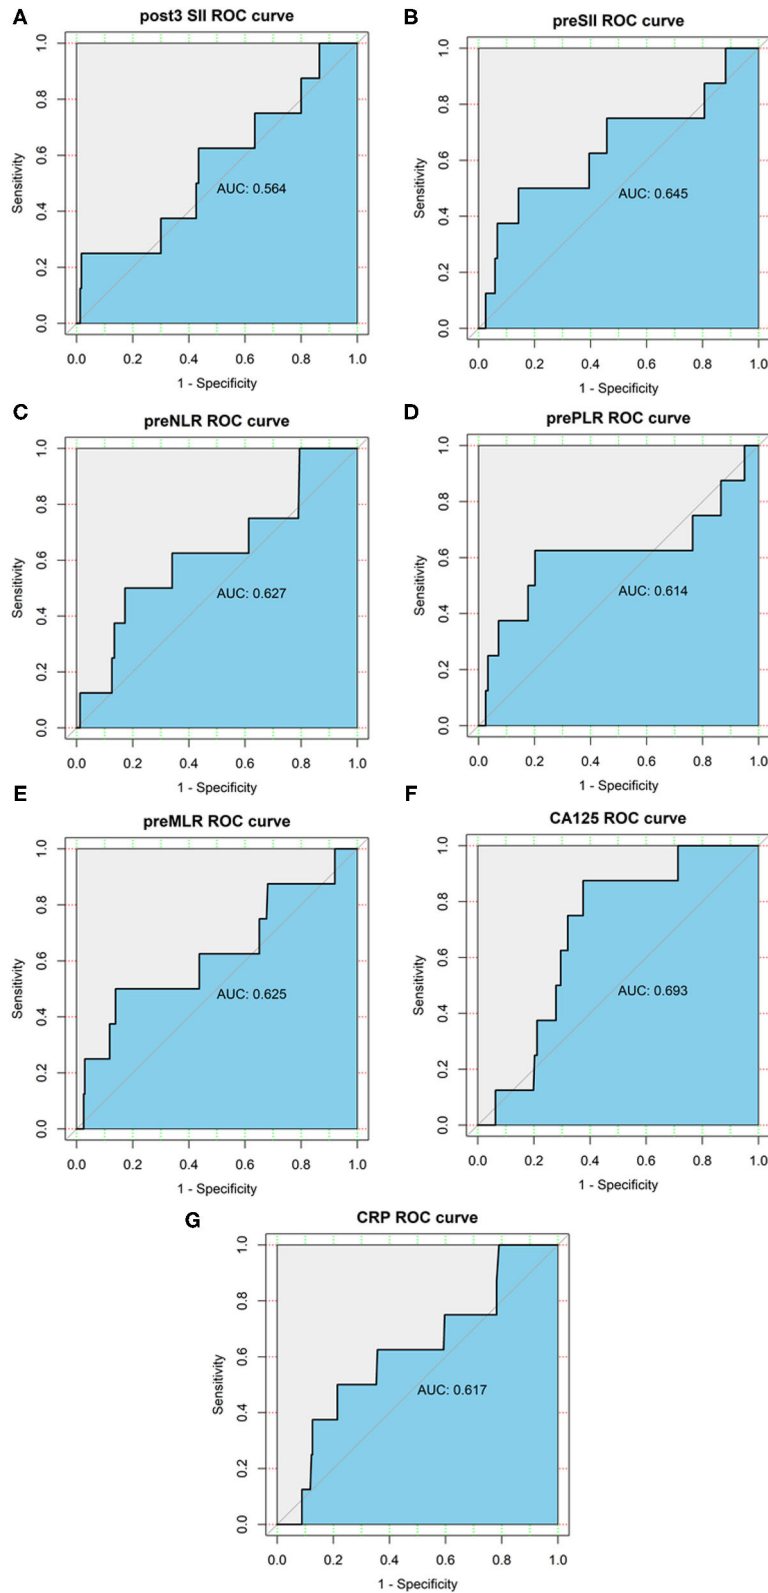 A
post3 SII ROC curve
Sensitivity
0.0 0.2 0.4 0.6 0.8 1.0
AUC: 0.564
0.0 0.2 0.4 0.6 0.8 1.0
1 - Specificity
B
preSII ROC curve
Sensitivity
0.0 0.2 0.4 0.6 0.8 1.0
AUC: 0.645
0.0 0.2 0.4 0.6 0.8 1.0
1 - Specificity
C
preNLR ROC curve
Sensitivity
0.0 0.2 0.4 0.6 0.8 1.0
AUC: 0.627
0.0 0.2 0.4 0.6 0.8 1.0
1 - Specificity
D
prePLR ROC curve
Sensitivity
0.0 0.2 0.4 0.6 0.8 1.0
AUC: 0.614
0.0 0.2 0.4 0.6 0.8 1.0
1 - Specificity
E
preMLR ROC curve
Sensitivity
0.0 0.2 0.4 0.6 0.8 1.0
AUC: 0.625
0.0 0.2 0.4 0.6 0.8 1.0
1 - Specificity
F
CA125 ROC curve
Sensitivity
0.0 0.2 0.4 0.6 0.8 1.0
AUC: 0.693
0.0 0.2 0.4 0.6 0.8 1.0
1 - Specificity
G
CRP ROC curve
Sensitivity
0.0 0.2 0.4 0.6 0.8 1.0
AUC: 0.617
0.0 0.2 0.4 0.6 0.8 1.0
1 - Specificity